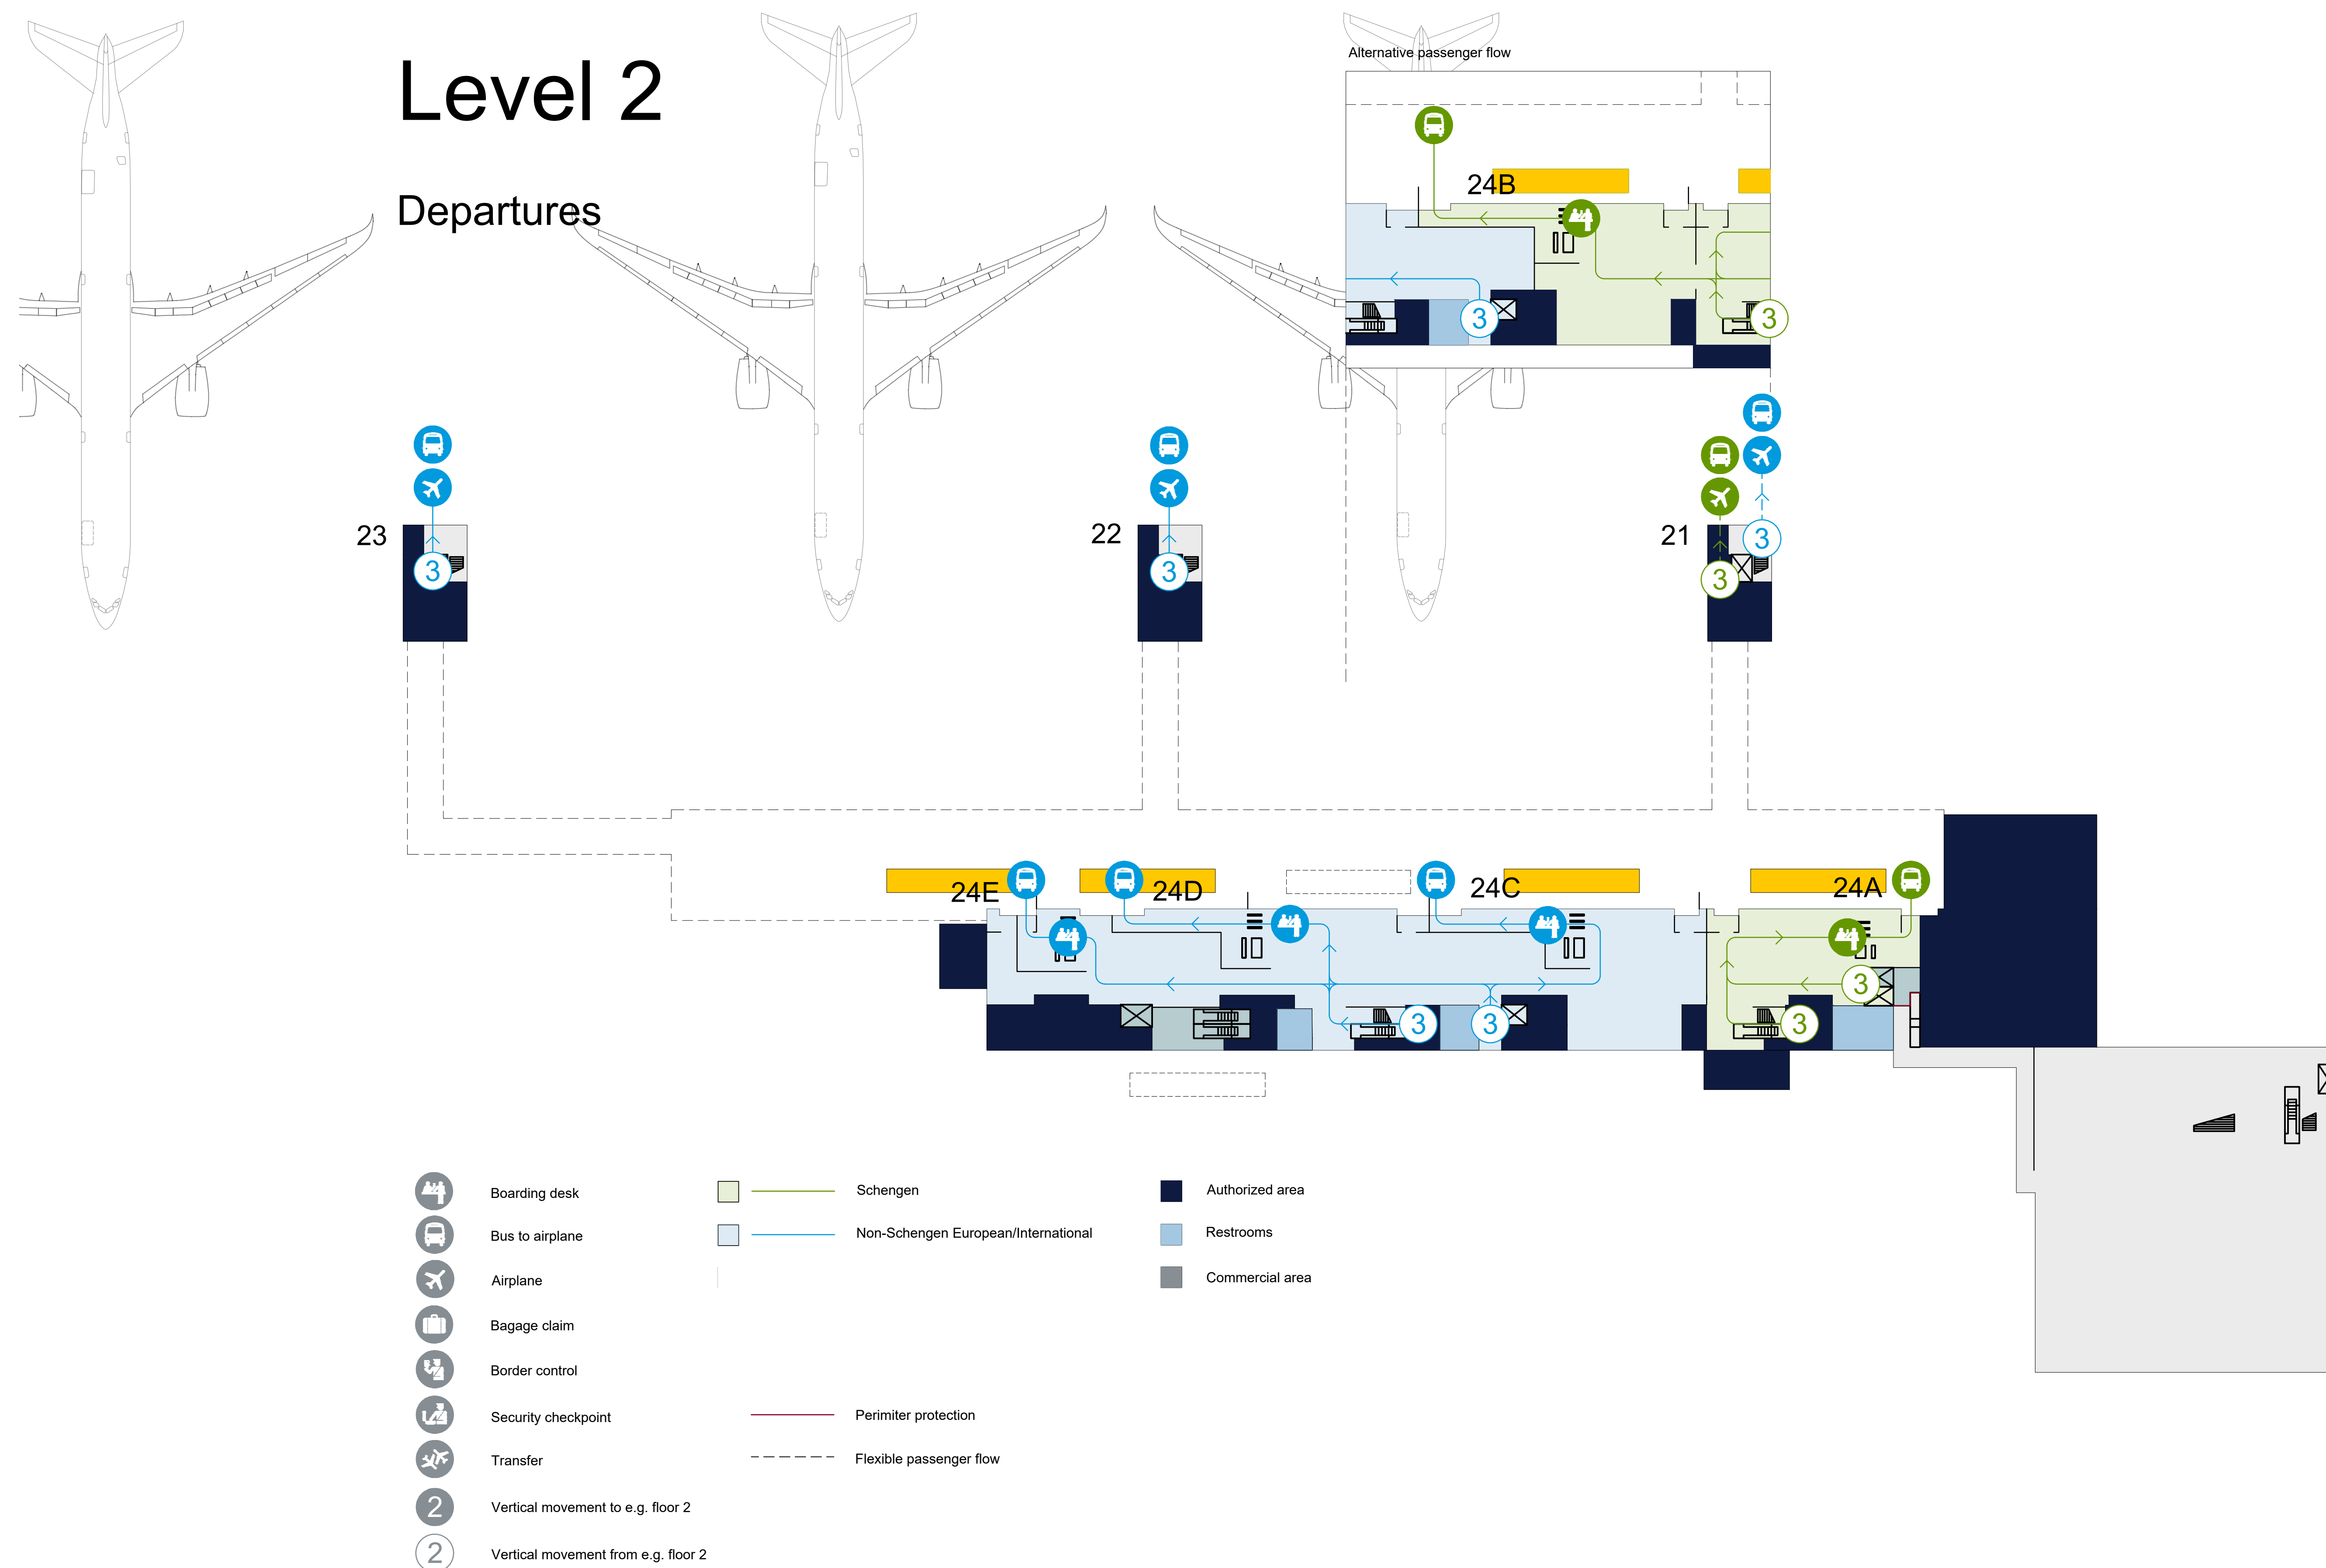 Alternative passenger flow
Level 2
Departures
24B
3
3
23
22
21
3
3
3
3
24E
24D
24C
24A
3
3
3
3
Boarding desk
Schengen
Authorized area
Bus to airplane
Non-Schengen European/International
Restrooms
Airplane
Commercial area
Bagage claim
Border control
Security checkpoint
Perimiter protection
Transfer
Flexible passenger flow
2
Vertical movement to e.g. floor 2
2
Vertical movement from e.g. floor 2